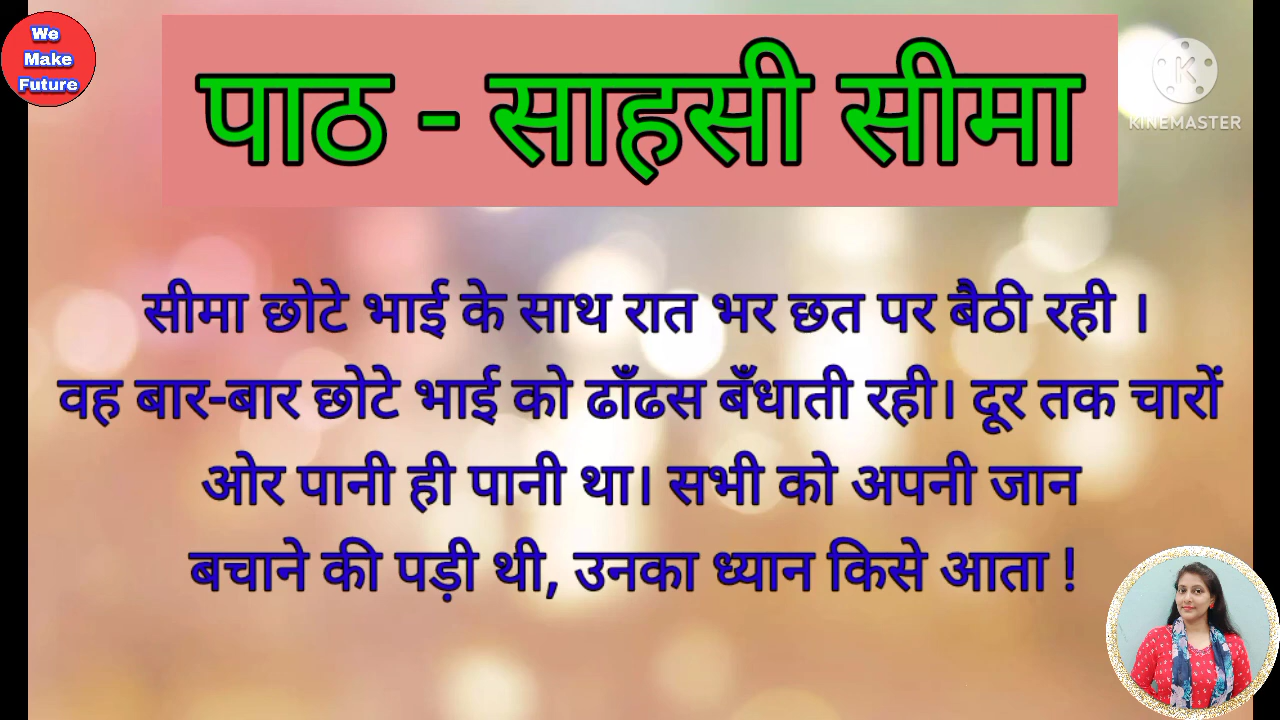 We
Make
Future
पाठ - साहसी सीमा
KINEMASTER
सीमा छोटे भाई के साथ रात भर छत पर बैठी रही ।
वह बार-बार छोटे भाई को ढाँढस बँधाती रही। दूर तक चारों
ओर पानी ही पानी था। सभी को अपनी जान
बचाने की पड़ी थी, उनका ध्यान किसे आता !